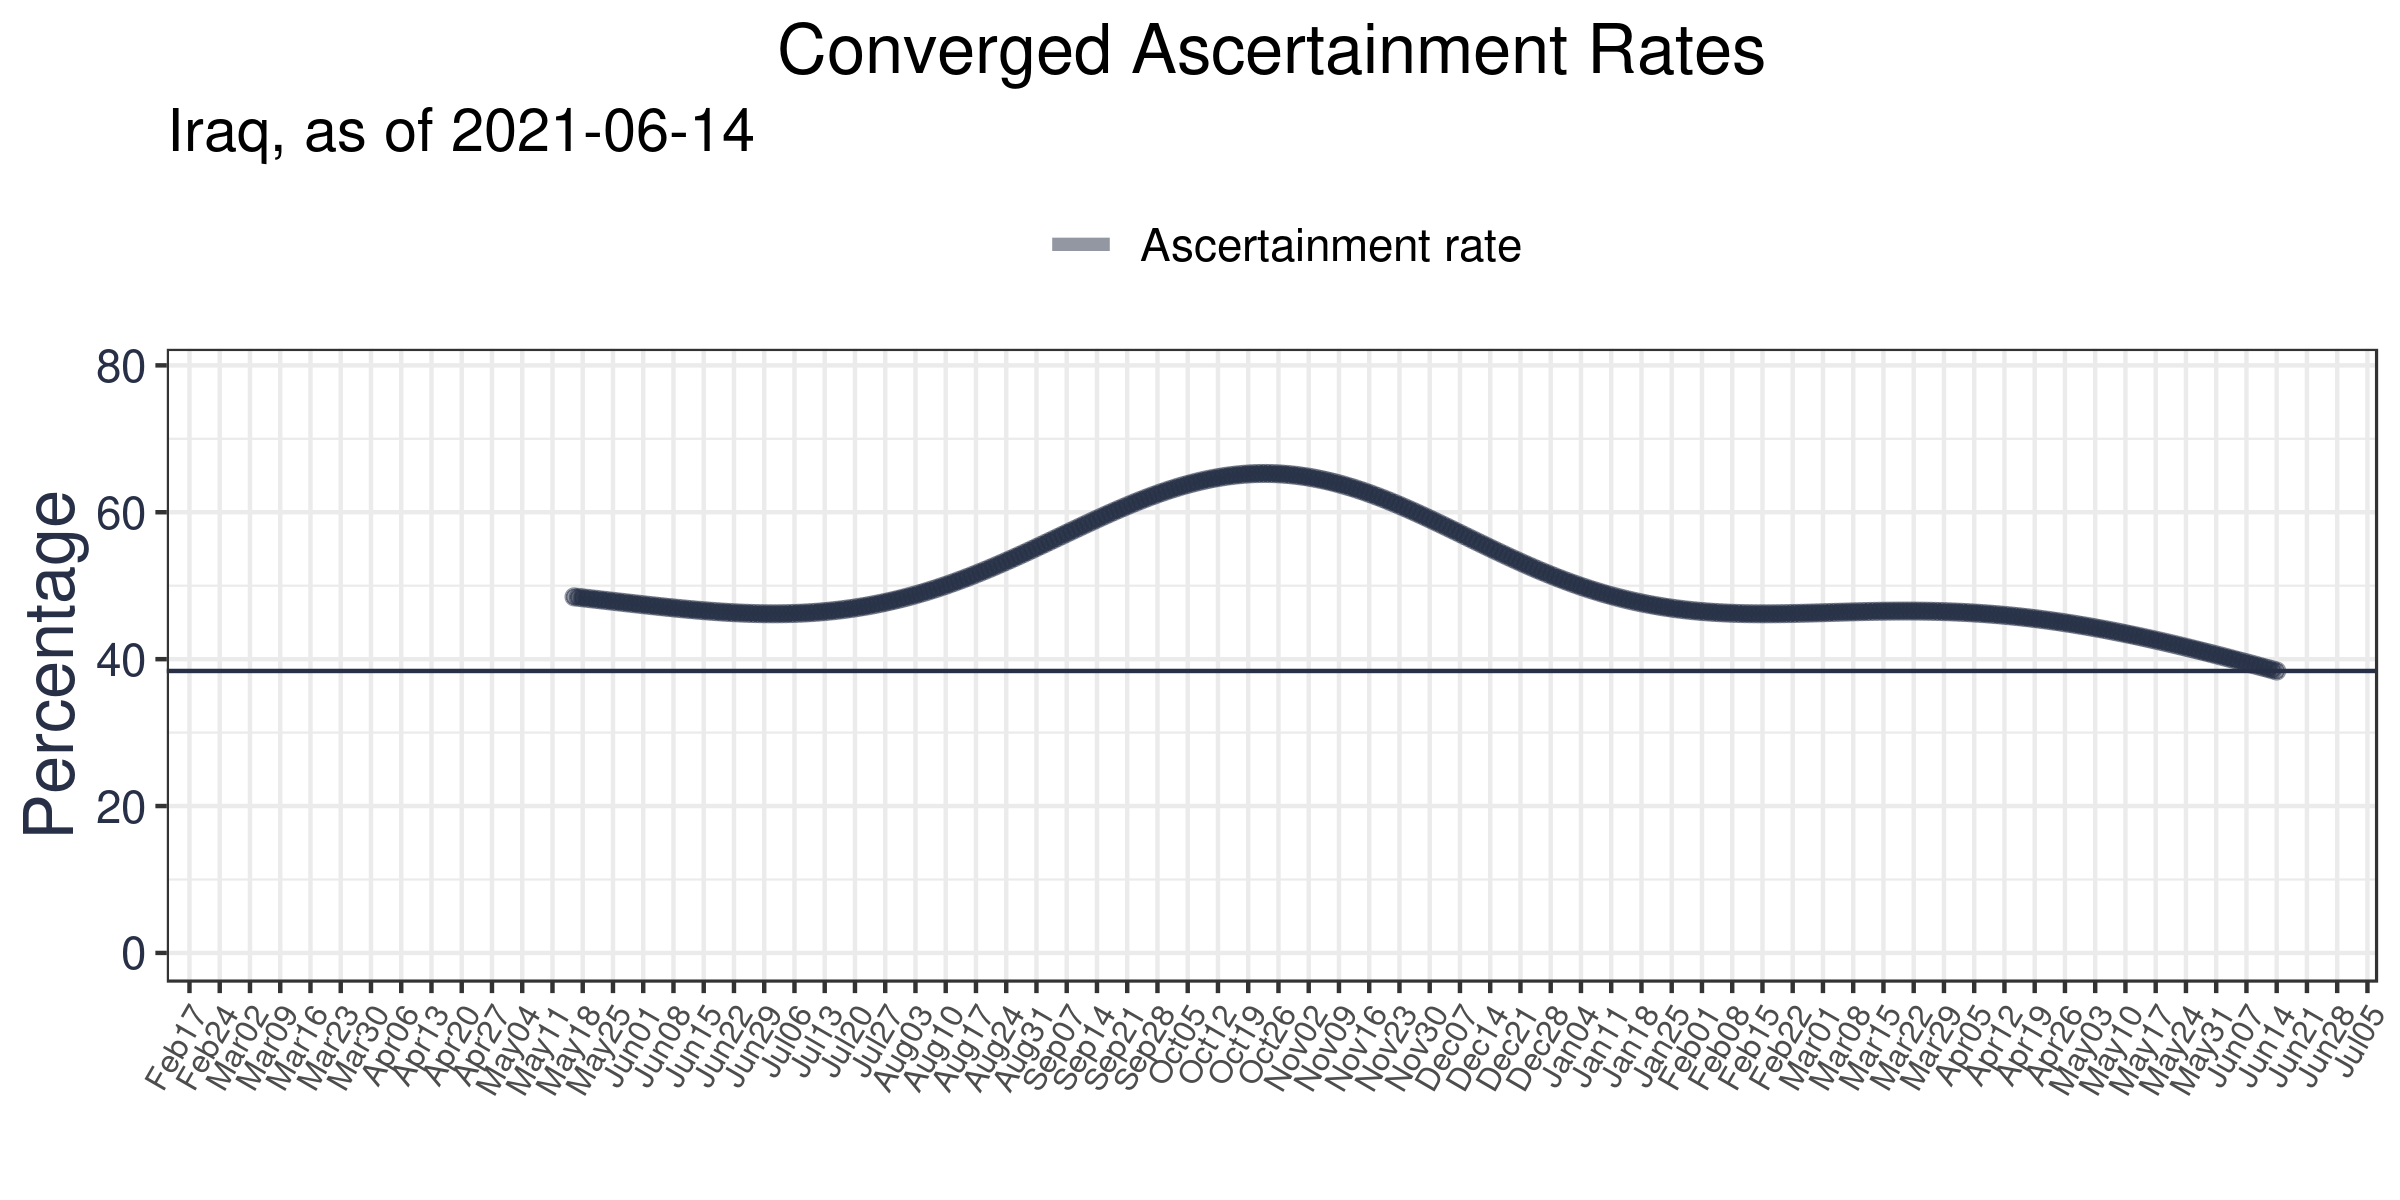 Converged Ascertainment Rates
Iraq, as of 2021-06-14
Ascertainment rate
Percentage
80
60
40
20
0
Feb17
Feb24
Mar02
Mar09
Mar16
Mar23
Mar30
Apr06
Apr13
Apr20
Apr27
May04
May11
May18
May25
Jun01
Jun08
Jun15
Jun22
Jun29
Jul06
Jul13
Jul20
Jul27
Aug03
Aug10
Aug17
Aug24
Aug31
Sep07
Sep14
Sep21
Sep28
Oct05
Oct12
Oct19
Oct26
Nov02
Nov09
Nov16
Nov23
Nov30
Dec07
Dec14
Dec21
Dec28
Dec04
Jan11
Jan18
Jan25
Jan01
Feb08
Feb15
Feb22
Mar01
Mar08
Mar15
Mar22
Mar29
Apr05
Apr12
Apr19
Apr26
May03
May10
May17
May24
May31
Jun07
Jun14
Jun21
Jun28
Jul05